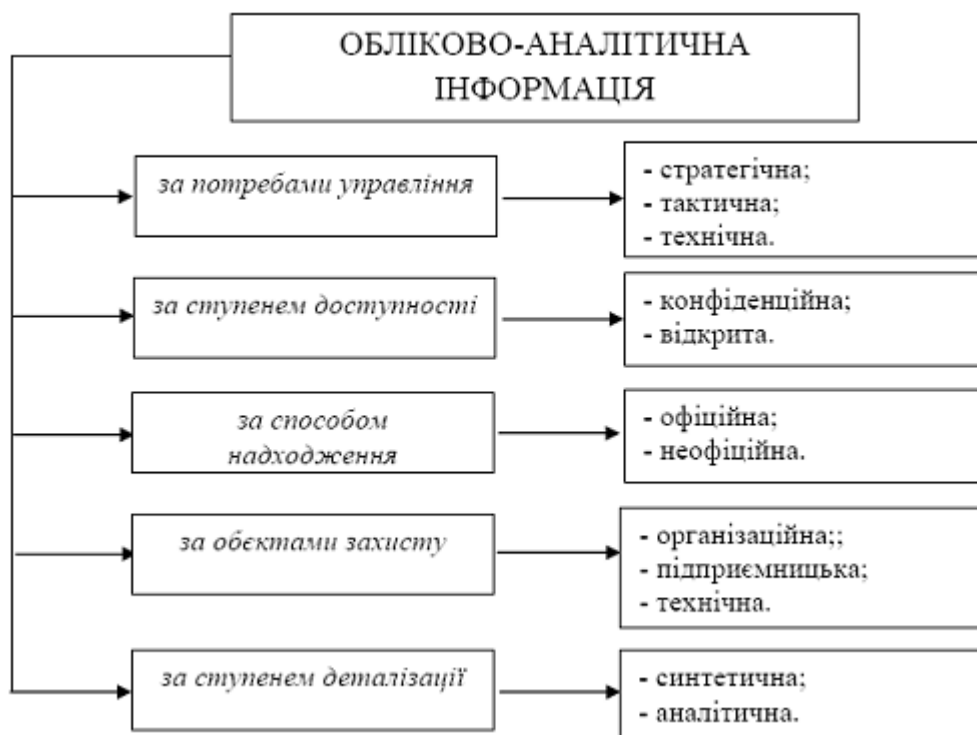 ОБЛІКОВО-АНАЛІТИЧНА
ІНФОРМАЦІЯ
за потребами управління
- стратегічна;
- тактична;
- технічна.
за ступенем доступності
- конфіденційна;
- відкрита.
за способом
надходження
- офіційна;
- неофіційна.
за обєктами захисту
- організаційна;;
- підприємницька;
- технічна.
за ступенем деталізації
- синтетична;
- аналітична.